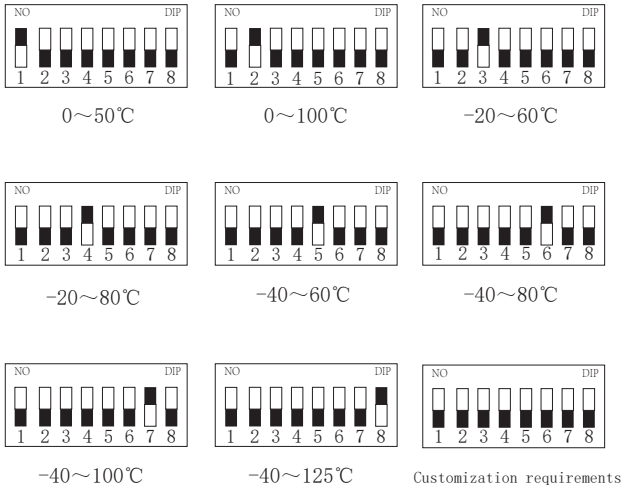 NO DIP NO DIP NO DIP
1 2 3 4 5 6 7 8 1 2 3 4 5 6 7 8 1 2 3 4 5 6 7 8
0～50℃ 0～100℃ -20～60℃
NO DIP NO DIP NO DIP
1 2 3 4 5 6 7 8 1 2 3 4 5 6 7 8 1 2 3 4 5 6 7 8
-20～80℃ -40～60℃ -40～80℃
NO DIP NO DIP NO DIP
1 2 3 4 5 6 7 8 1 2 3 4 5 6 7 8 1 2 3 4 5 6 7 8
-40～100℃ -40～125℃ Customization requirements